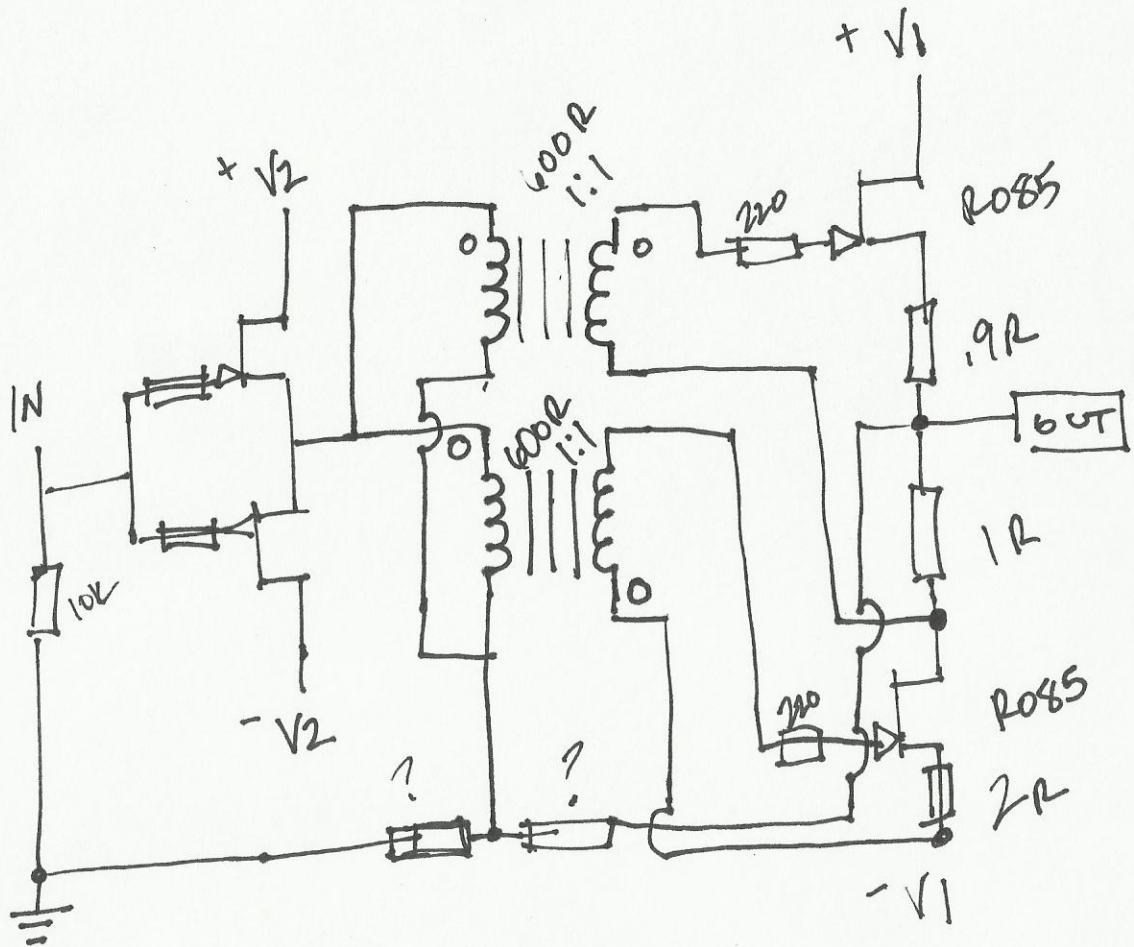 + V1
600R
1:1
+ V2
220
R085
.9R
IN
600R
1:1
OUT
1R
10K
R085
220
- V2
?
?
2R
- V1